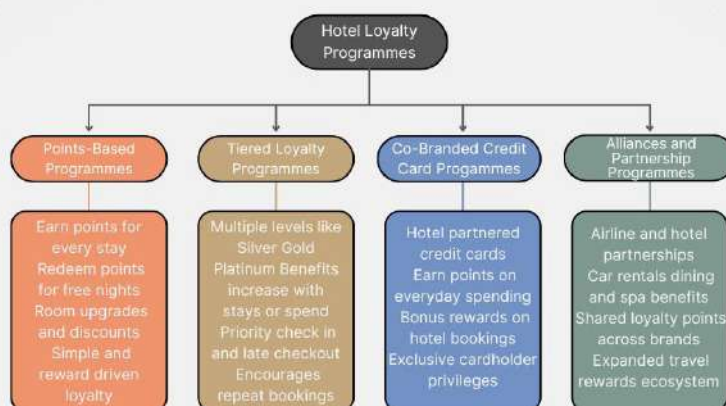 Hotel Loyalty
Programmes
Points-Based
Programmes
Tiered Loyalty
Programmes
Co-Branded Credit
Card Progammes
Alliances and
Partnership
Programmes
Earn points for
every stay
Redeem points
for free nights
Room upgrades
and discounts
Simple and
reward driven
loyalty
Multiple levels like
Silver Gold
Platinum Benefits
increase with
stays or spend
Priority check in
and late checkout
Encourages
repeat bookings
Hotel partnered
credit cards
Earn points on
everyday spending
Bonus rewards on
hotel bookings
Exclusive cardholder
privileges
Airline and hotel
partnerships
Car rentals dining
and spa benefits
Shared loyalty points
across brands
Expanded travel
rewards ecosystem